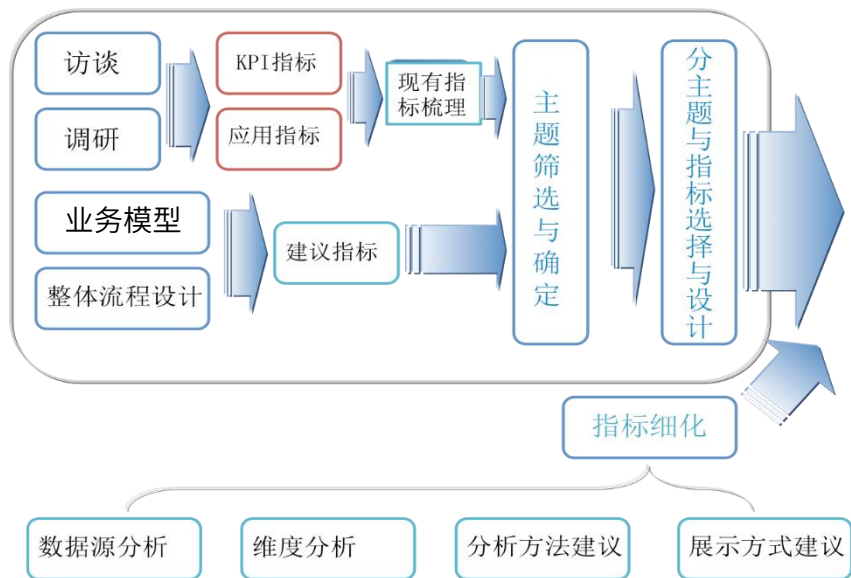 访谈
调研
KPI指标
应用指标
现有指
标梳理
业务模型
整体流程设计
建议指标
主题筛选与确定
分主题与指标选择与设计
指标细化
数据源分析
维度分析
分析方法建议
展示方式建议